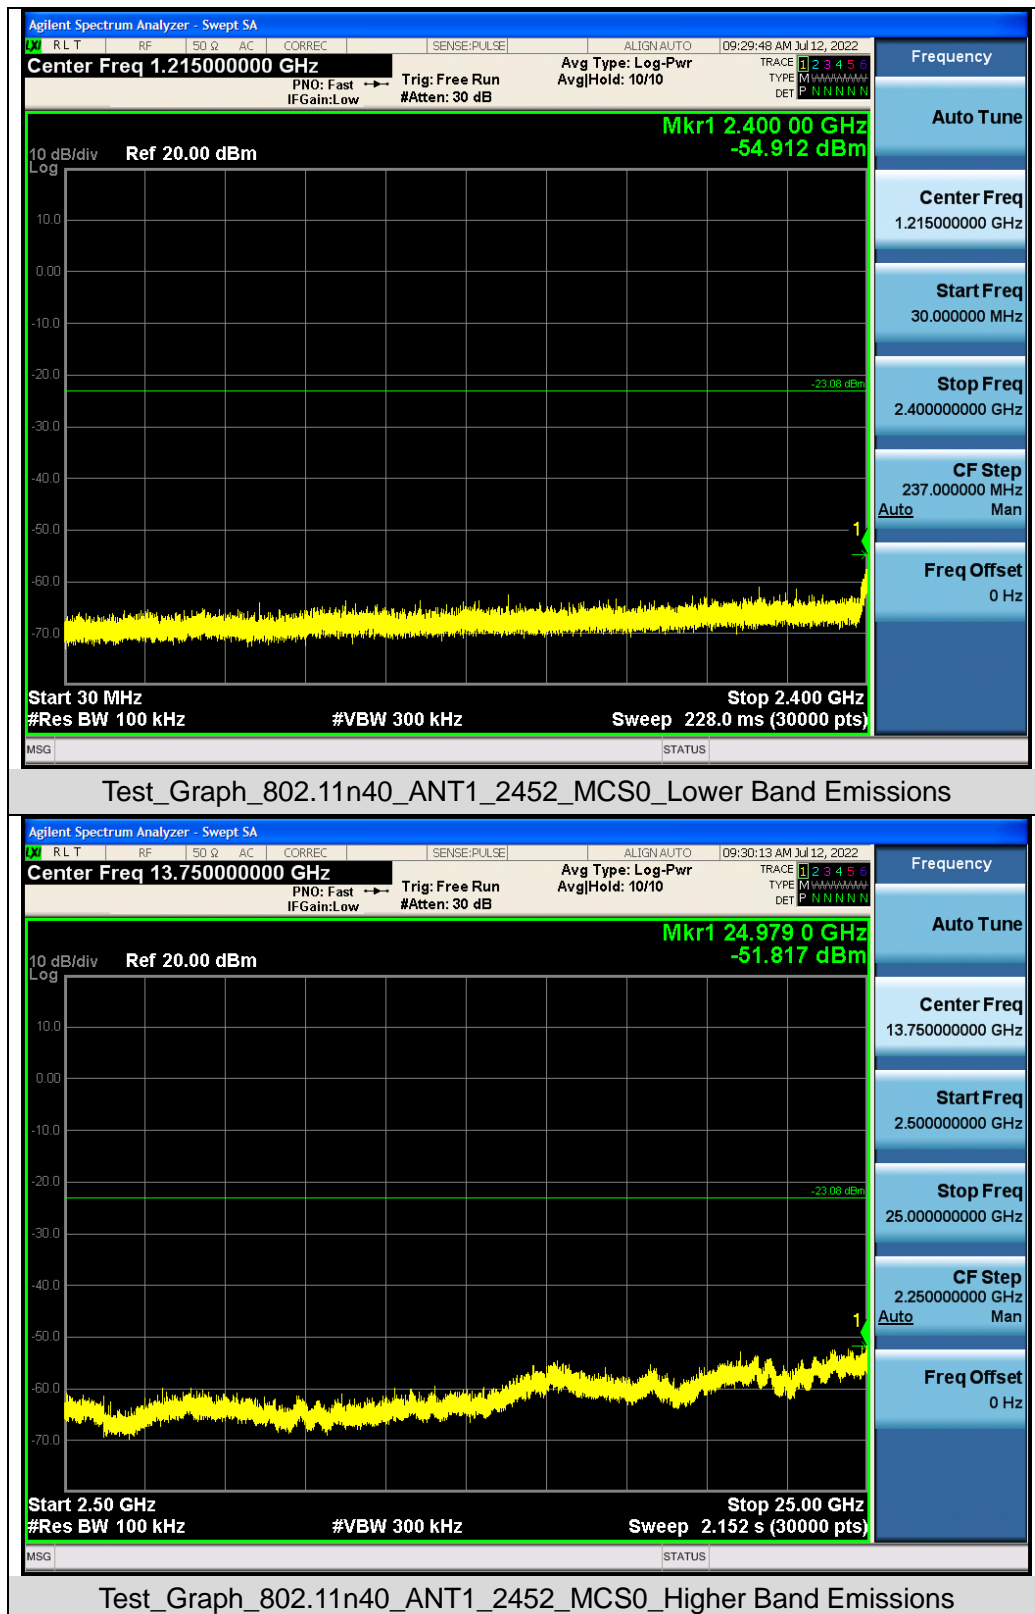 Agilent Spectrum Analyzer - Swept SA
LXI RLT RF 50 Ω AC CORREC SENSE:PULSE ALIGN AUTO 09:29:48 AM Jul 12, 2022
Center Freq 1.215000000 GHz
PNO: Fast
IFGain:Low
Trig: Free Run
#Atten: 30 dB
Avg Type: Log-Pwr
Avg|Hold: 10/10
TRACE 1 2 3 4 5 6
TYPE M
DET P N N N N N
Mkr1 2.400 00 GHz
-54.912 dBm
10 dB/div Ref 20.00 dBm
Log
10.0
0.00
-10.0
-20.0
-23.08 dBm
-30.0
-40.0
-50.0
1
-60.0
-70.0
Start 30 MHz Stop 2.400 GHz
#Res BW 100 kHz #VBW 300 kHz Sweep 228.0 ms (30000 pts)
MSG STATUS
Frequency
Auto Tune
Center Freq
1.215000000 GHz
Start Freq
30.000000 MHz
Stop Freq
2.400000000 GHz
CF Step
237.000000 MHz
Auto Man
Freq Offset
0 Hz
Test_Graph_802.11n40_ANT1_2452_MCS0_Lower Band Emissions
Agilent Spectrum Analyzer - Swept SA
LXI RLT RF 50 Ω AC CORREC SENSE:PULSE ALIGN AUTO 09:30:13 AM Jul 12, 2022
Center Freq 13.750000000 GHz
PNO: Fast
IFGain:Low
Trig: Free Run
#Atten: 30 dB
Avg Type: Log-Pwr
Avg|Hold: 10/10
TRACE 1 2 3 4 5 6
TYPE M
DET P N N N N N
Mkr1 24.979 0 GHz
-51.817 dBm
10 dB/div Ref 20.00 dBm
Log
10.0
0.00
-10.0
-20.0
-23.08 dBm
-30.0
-40.0
-50.0
1
-60.0
-70.0
Start 2.50 GHz Stop 25.00 GHz
#Res BW 100 kHz #VBW 300 kHz Sweep 2.152 s (30000 pts)
MSG STATUS
Frequency
Auto Tune
Center Freq
13.750000000 GHz
Start Freq
2.500000000 GHz
Stop Freq
25.000000000 GHz
CF Step
2.250000000 GHz
Auto Man
Freq Offset
0 Hz
Test_Graph_802.11n40_ANT1_2452_MCS0_Higher Band Emissions